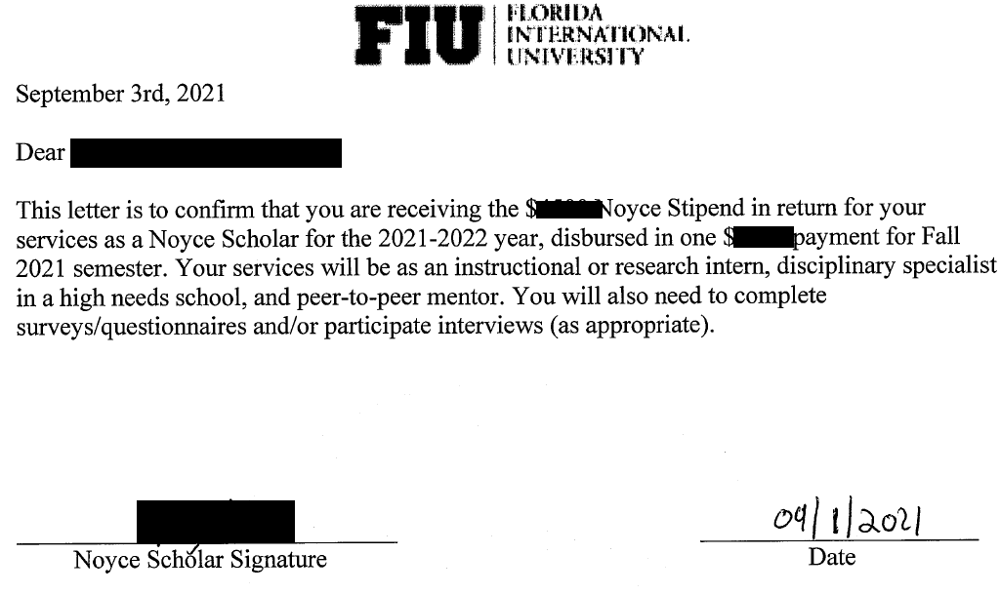 FIU FLORIDA
INTERNATIONAL
UNIVERSITY
September 3rd, 2021
Dear
This letter is to confirm that you are receiving the $ Noyce Stipend in return for your
services as a Noyce Scholar for the 2021-2022 year, disbursed in one $ payment for Fall
2021 semester. Your services will be as an instructional or research intern, disciplinary specialist
in a high needs school, and peer-to-peer mentor. You will also need to complete
surveys/questionnaires and/or participate interviews (as appropriate).
09/1/2021
Noyce Scholar Signature
Date